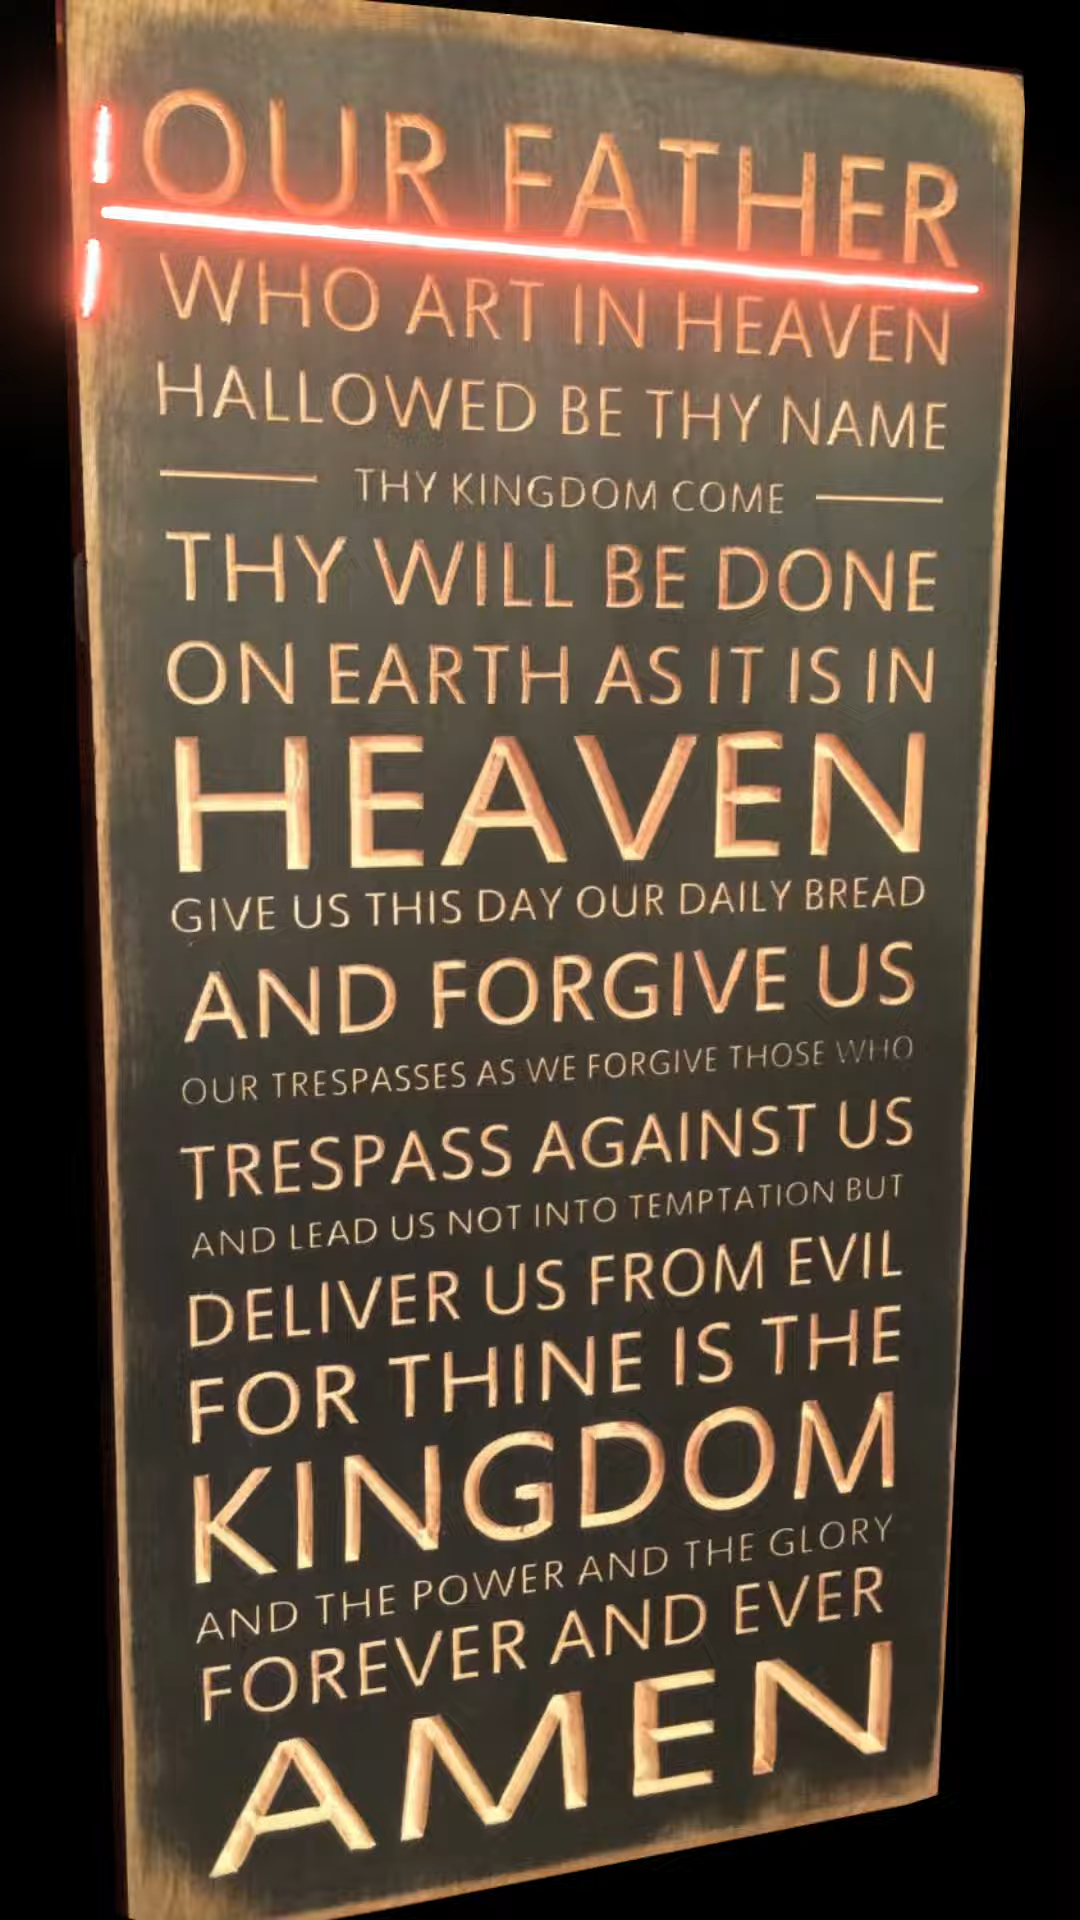 OUR FATHER
WHO ART IN HEAVEN
HALLOWED BE THY NAME
THY KINGDOM COME
THY WILL BE DONE
ON EARTH AS IT IS IN
HEAVEN
GIVE US THIS DAY OUR DAILY BREAD
AND FORGIVE US
OUR TRESPASSES AS WE FORGIVE THOSE WHO
TRESPASS AGAINST US
AND LEAD US NOT INTO TEMPTATION BUT
DELIVER US FROM EVIL
FOR THINE IS THE
KINGDOM
AND THE POWER AND THE GLORY
FOREVER AND EVER
AMEN